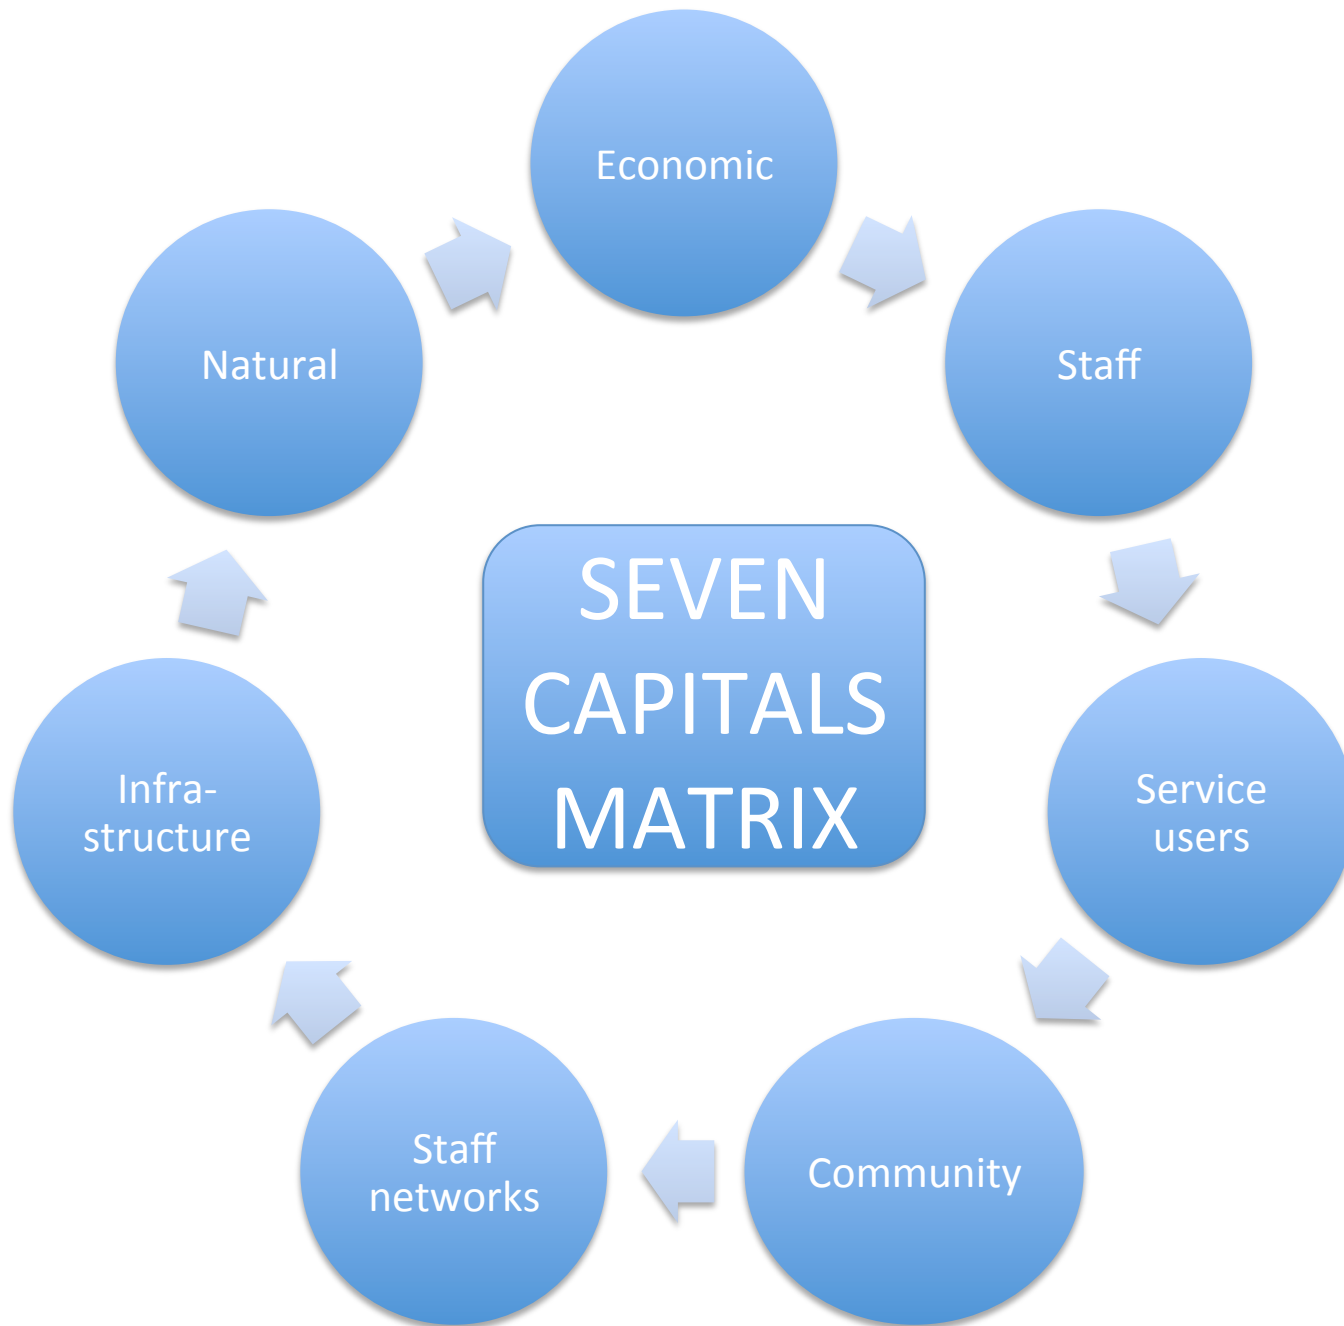 Economic
Staff
Service
users
Community
Staff
networks
Infra-
structure
Natural
SEVEN
CAPITALS
MATRIX